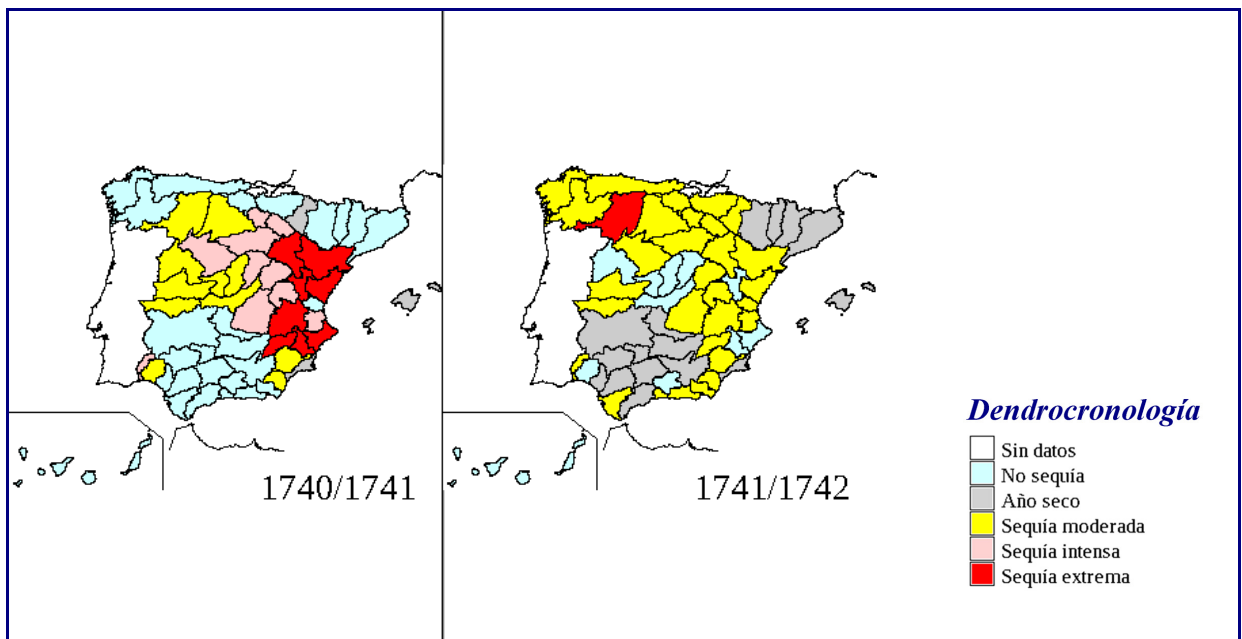 1740/1741
1741/1742
Dendrocronología
Sin datos
No sequía
Año seco
Sequía moderada
Sequía intensa
Sequía extrema